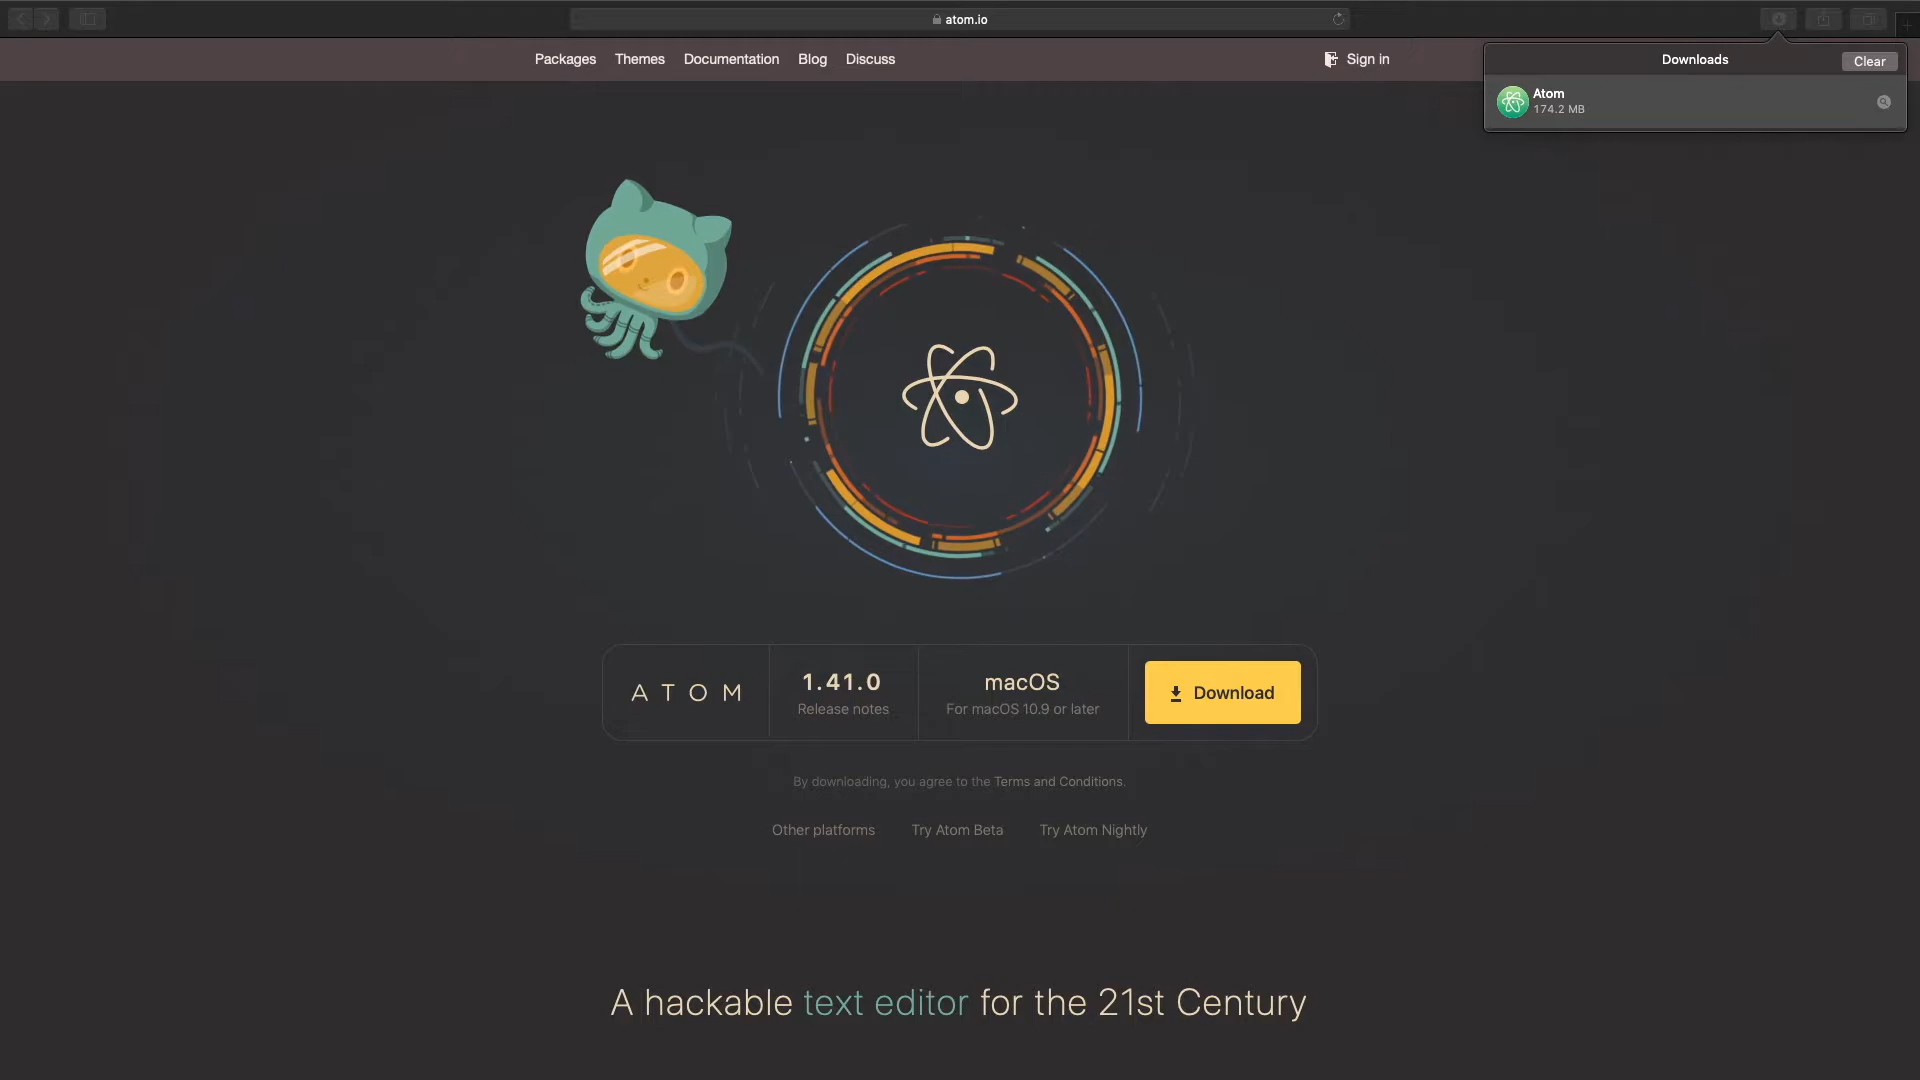 atom.io
Packages Themes Documentation Blog Discuss Sign in
Downloads Clear
Atom
174.2 MB
ATOM
1.41.0
Release notes
macOS
For macOS 10.9 or later
Download
By downloading, you agree to the Terms and Conditions.
Other platforms Try Atom Beta Try Atom Nightly
A hackable text editor for the 21st Century